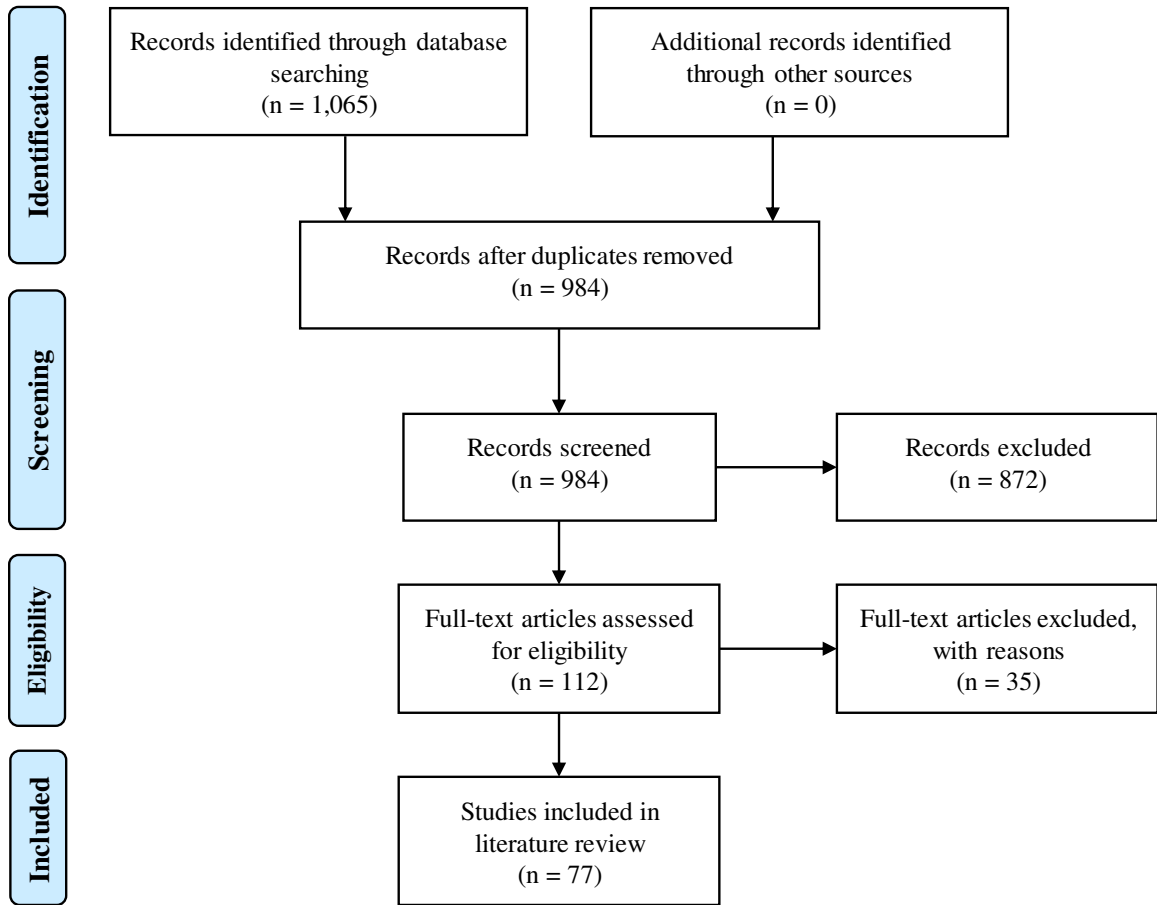 Identification
Records identified through database
searching
(n = 1,065)
Additional records identified
through other sources
(n = 0)
Records after duplicates removed
(n = 984)
Screening
Records screened
(n = 984)
Records excluded
(n = 872)
Eligibility
Full-text articles assessed
for eligibility
(n = 112)
Full-text articles excluded,
with reasons
(n = 35)
Included
Studies included in
literature review
(n = 77)